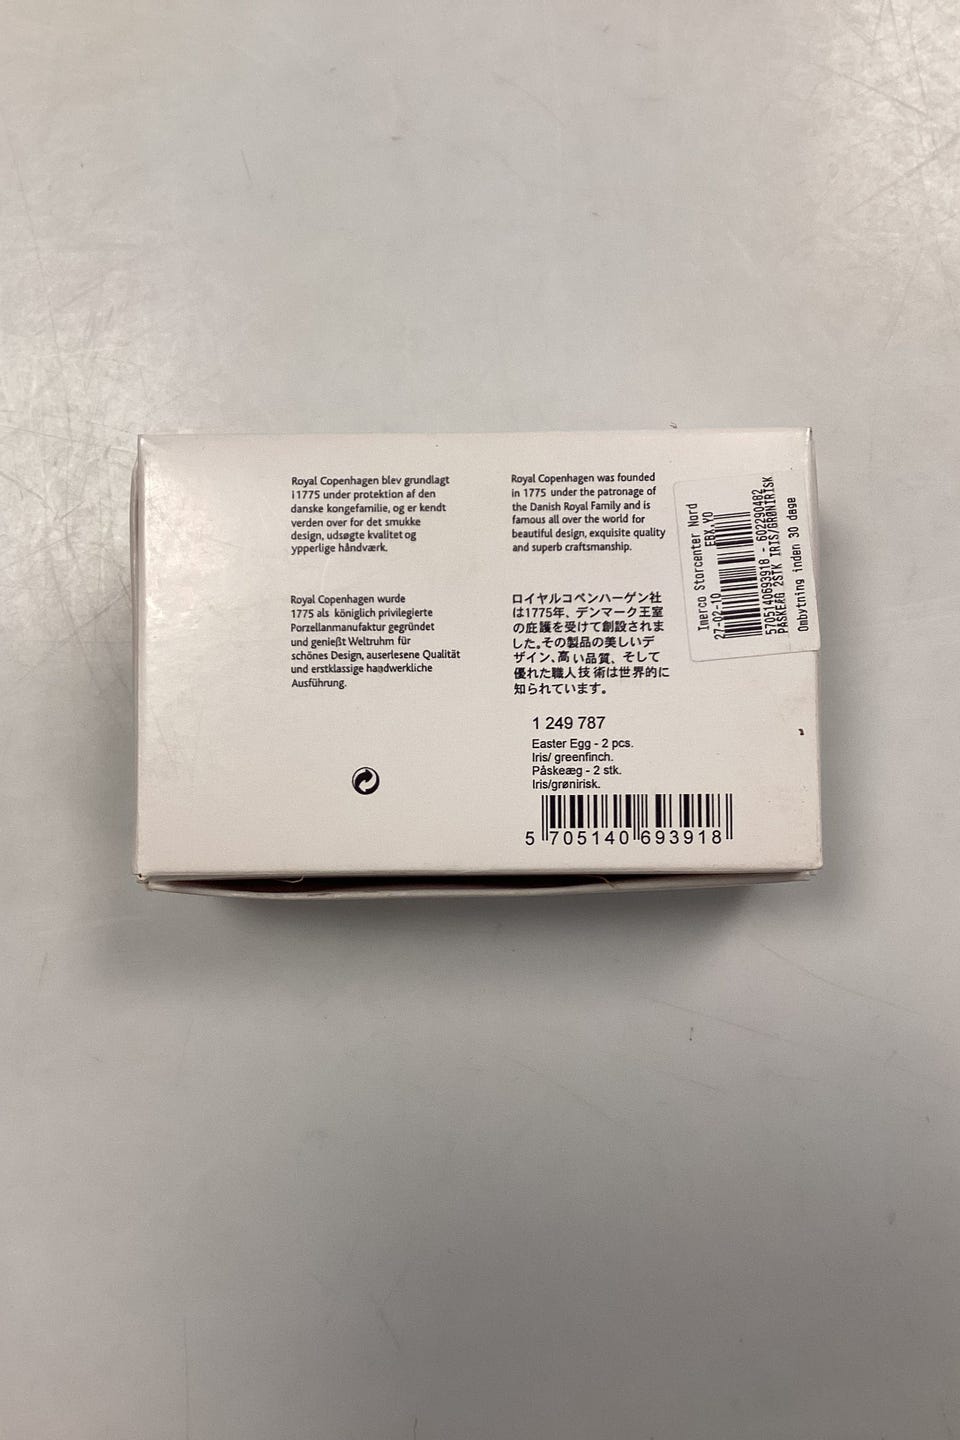 Royal Copenhagen blev grundlagt
i 1775 under protektion af den
danske kongefamilie, og er kendt
verden over for det smukke
design, udsøgte kvalitet og
ypperlige håndværk.
Royal Copenhagen was founded
in 1775 under the patronage of
the Danish Royal Family and is
famous all over the world for
beautiful design, exquisite quality
and superb craftsmanship.
Royal Copenhagen wurde
1775 als königlich privilegierte
Porzellanmanufaktur gegründet
und genießt Weltruhm für
schönes Design, auserlesene Qualität
und erstklassige handwerkliche
Ausführung.
ロイヤルコペンハーゲン社
は1775年、デンマーク王室
の庇護を受けて創設されま
した。その製品の美しいデ
ザイン、高い品質、そして
優れた職人技術は世界的に
知られています。
1 249 787
Easter Egg - 2 pcs.
Iris/ greenfinch.
Påskeæg - 2 stk.
Iris/grønirisk.
5 705140 693918
Imerco Storcenter Nord
EBX,YO
27-02-10
5705140693918 - 602290482
PÅSKEÆG 2STK IRIS/GRØNIRISK
Ombytning inden 30 dage